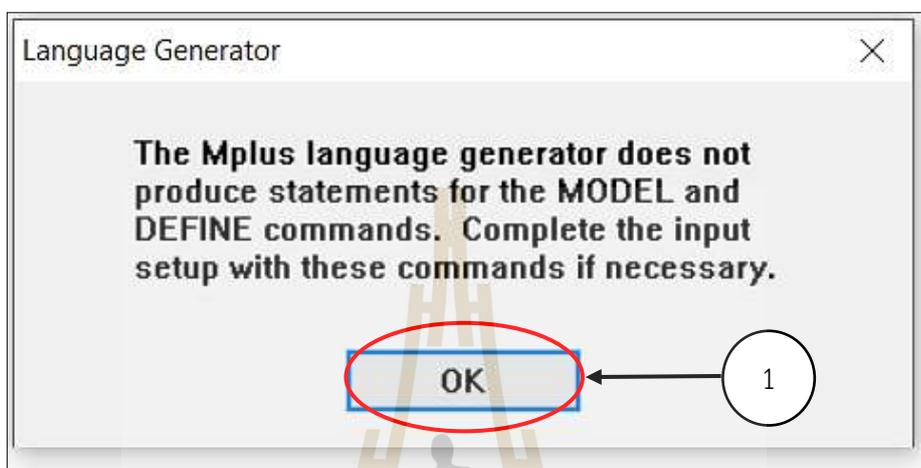 Language Generator
The Mplus language generator does not
produce statements for the MODEL and
DEFINE commands.  Complete the input
setup with these commands if necessary.
OK
1